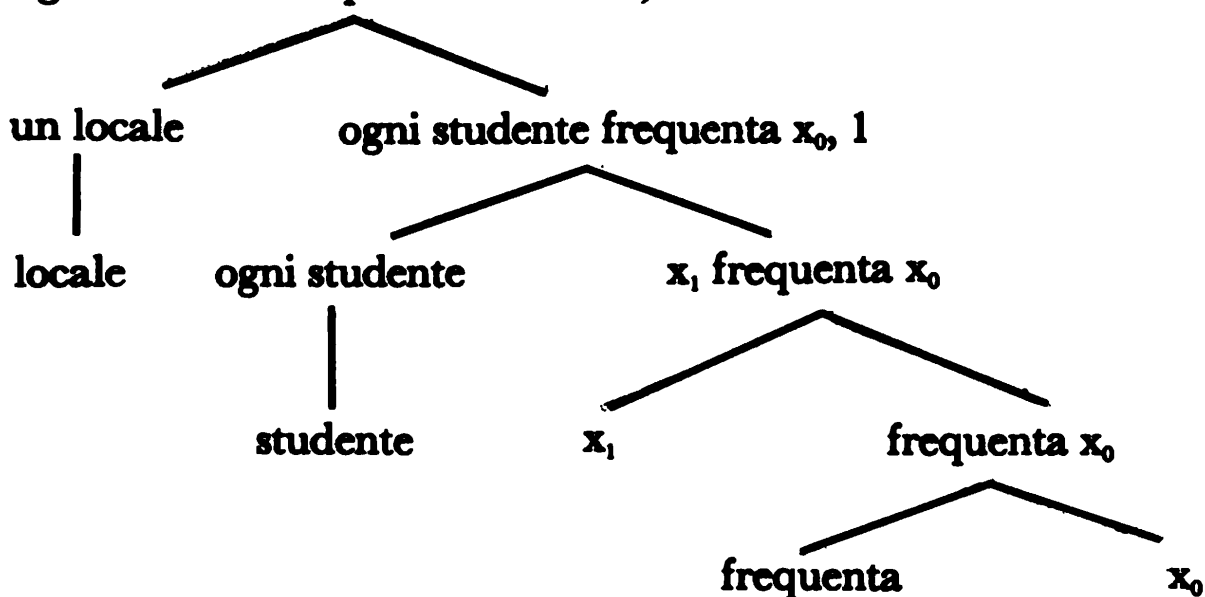 un locale ogni studente frequenta x₀, 1
locale ogni studente x₁ frequenta x₀
studente x₁ frequenta x₀
frequenta x₀